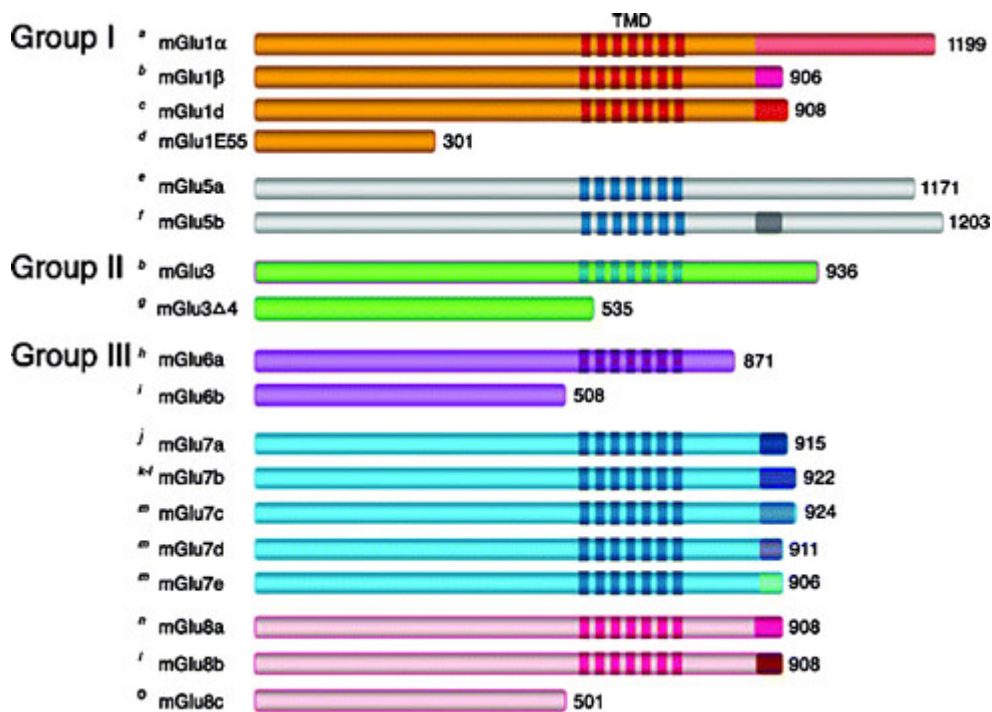 TMD
Group I a mGlu1α 1199
b mGlu1β 906
c mGlu1d 908
d mGlu1E55 301
e mGlu5a 1171
f mGlu5b 1203
Group II b mGlu3 936
g mGlu3Δ4 535
Group III h mGlu6a 871
i mGlu6b 508
j mGlu7a 915
k-l mGlu7b 922
m mGlu7c 924
m mGlu7d 911
m mGlu7e 906
n mGlu8a 908
l mGlu8b 908
o mGlu8c 501